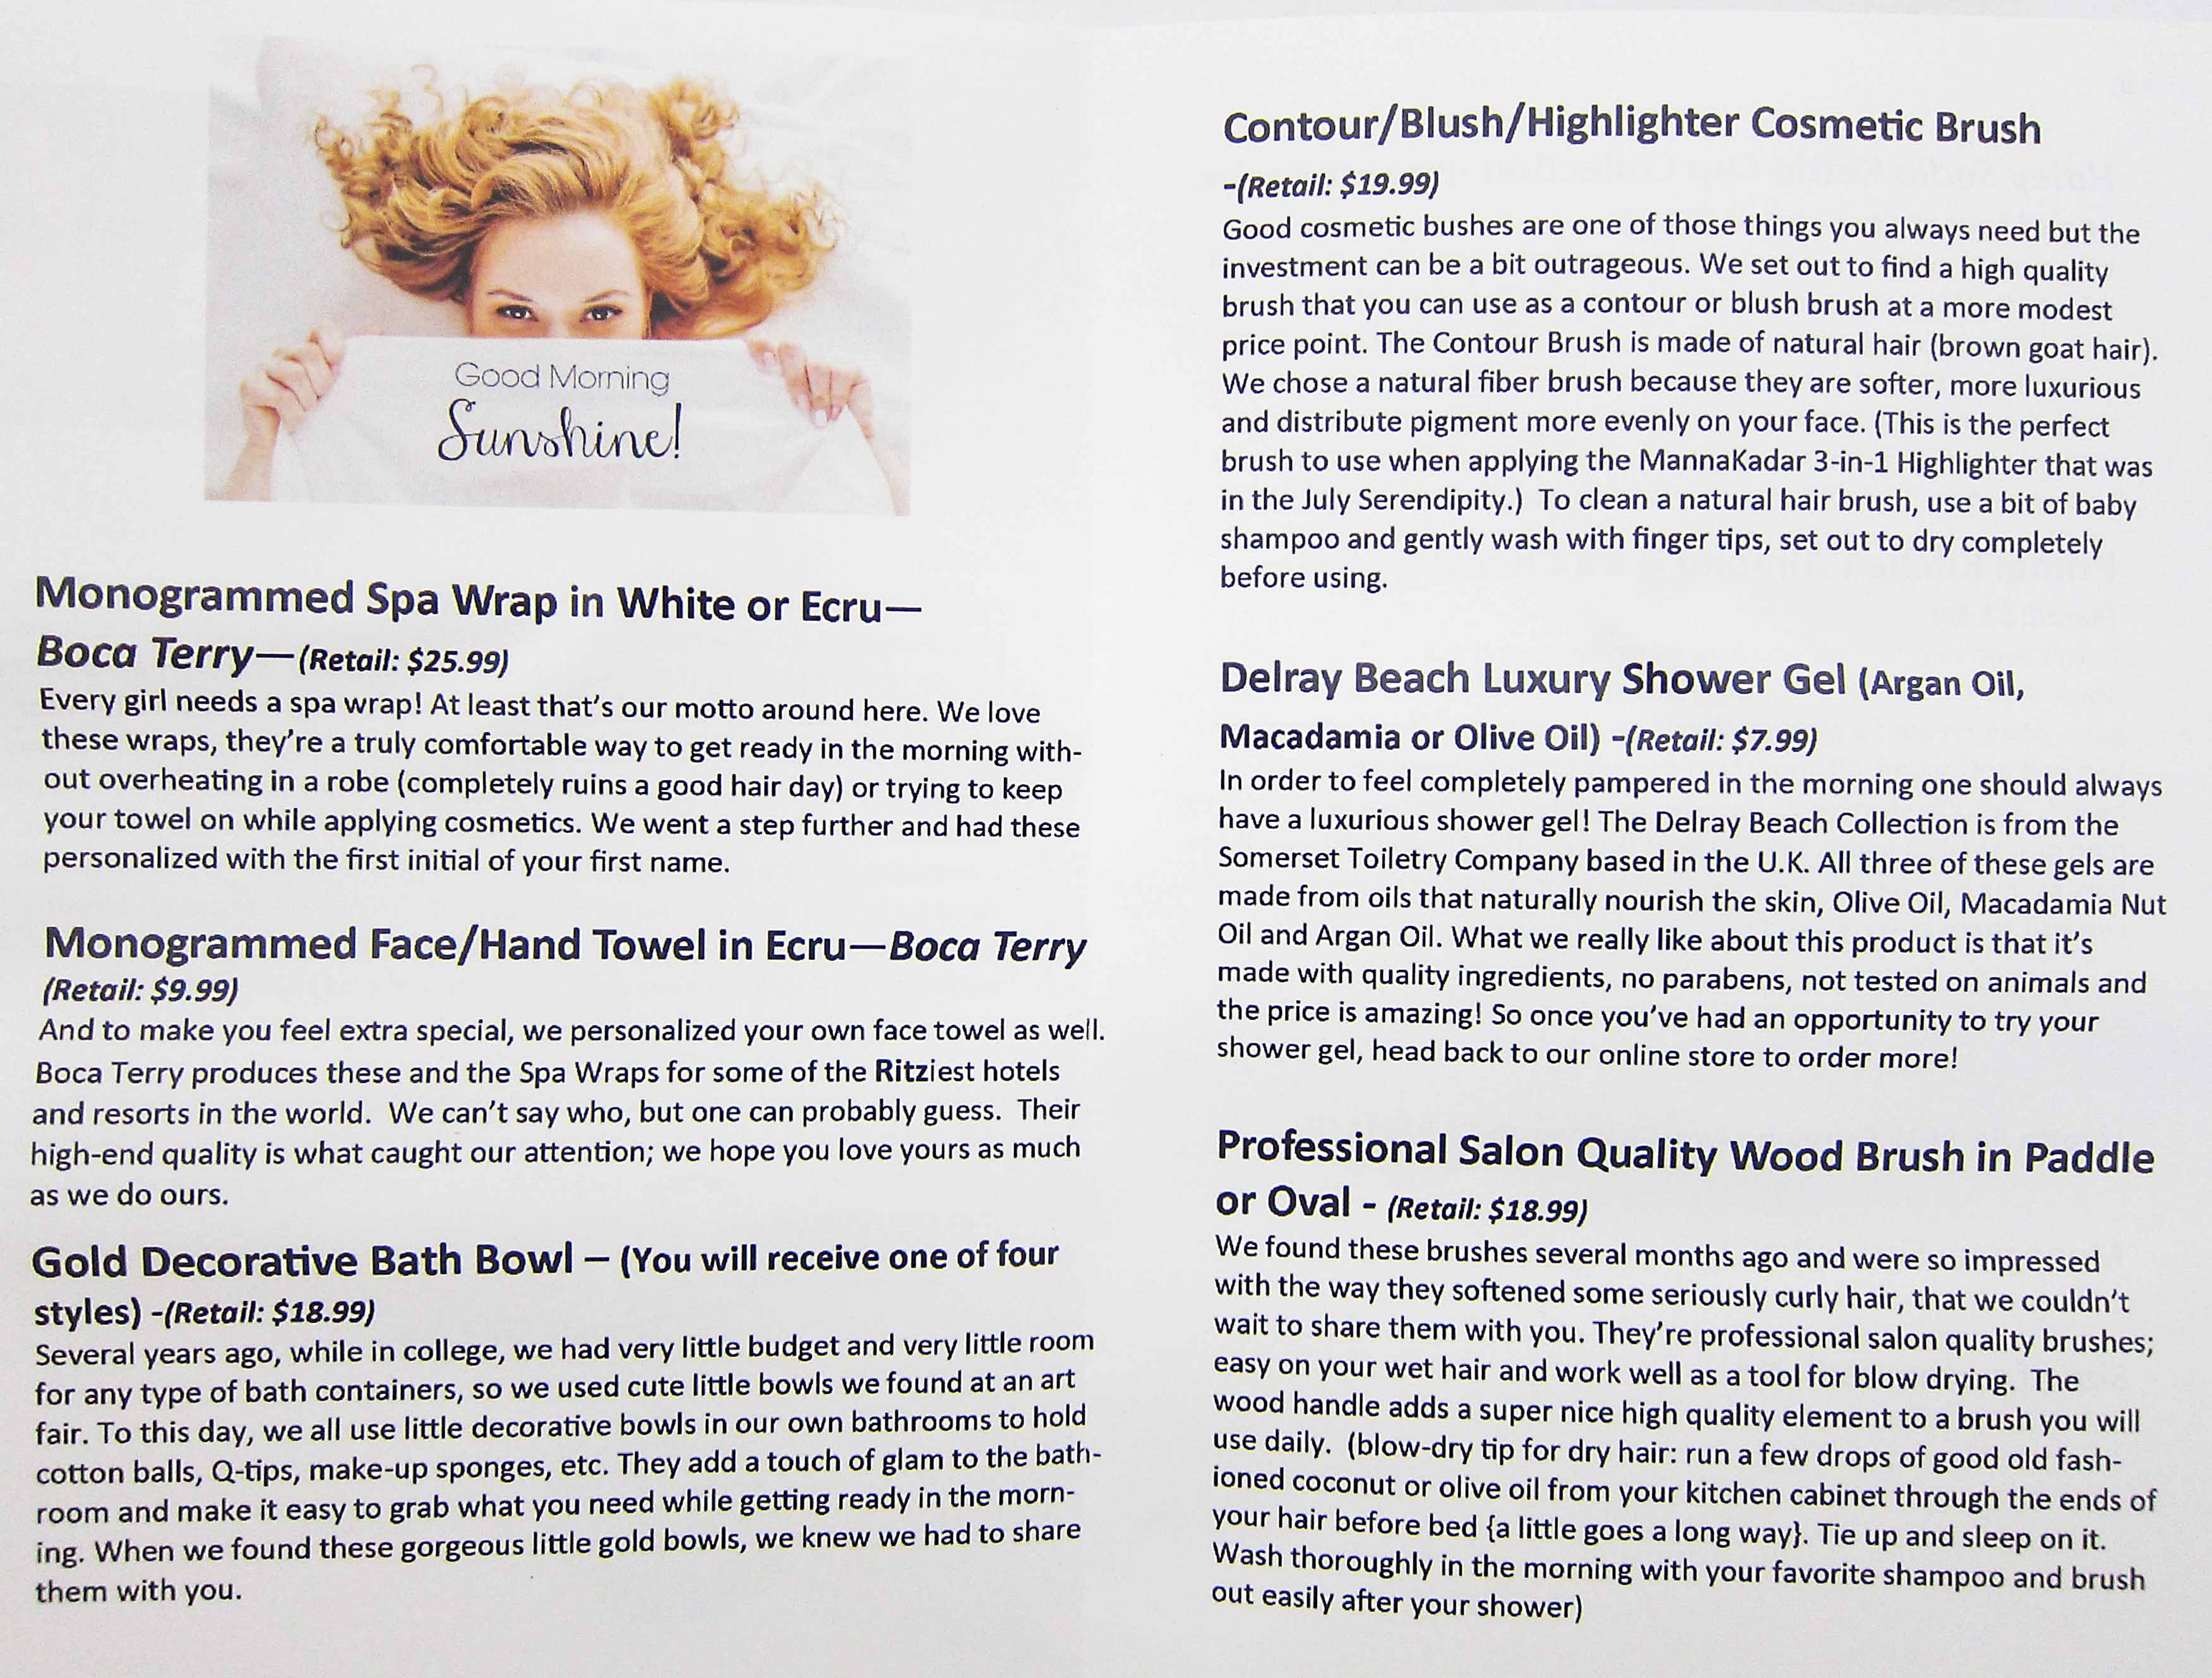 Good Morning
Sunshine!
Monogrammed Spa Wrap in White or Ecru—
Boca Terry—(Retail: $25.99)
Every girl needs a spa wrap! At least that's our motto around here. We love
these wraps, they're a truly comfortable way to get ready in the morning with-
out overheating in a robe (completely ruins a good hair day) or trying to keep
your towel on while applying cosmetics. We went a step further and had these
personalized with the first initial of your first name.
Monogrammed Face/Hand Towel in Ecru—Boca Terry
(Retail: $9.99)
And to make you feel extra special, we personalized your own face towel as well.
Boca Terry produces these and the Spa Wraps for some of the Ritziest hotels
and resorts in the world.  We can't say who, but one can probably guess.  Their
high-end quality is what caught our attention; we hope you love yours as much
as we do ours.
Gold Decorative Bath Bowl – (You will receive one of four
styles) -(Retail: $18.99)
Several years ago, while in college, we had very little budget and very little room
for any type of bath containers, so we used cute little bowls we found at an art
fair. To this day, we all use little decorative bowls in our own bathrooms to hold
cotton balls, Q-tips, make-up sponges, etc. They add a touch of glam to the bath-
room and make it easy to grab what you need while getting ready in the morn-
ing. When we found these gorgeous little gold bowls, we knew we had to share
them with you.
Contour/Blush/Highlighter Cosmetic Brush
-(Retail: $19.99)
Good cosmetic bushes are one of those things you always need but the
investment can be a bit outrageous. We set out to find a high quality
brush that you can use as a contour or blush brush at a more modest
price point. The Contour Brush is made of natural hair (brown goat hair).
We chose a natural fiber brush because they are softer, more luxurious
and distribute pigment more evenly on your face. (This is the perfect
brush to use when applying the MannaKadar 3-in-1 Highlighter that was
in the July Serendipity.)  To clean a natural hair brush, use a bit of baby
shampoo and gently wash with finger tips, set out to dry completely
before using.
Delray Beach Luxury Shower Gel (Argan Oil,
Macadamia or Olive Oil) -(Retail: $7.99)
In order to feel completely pampered in the morning one should always
have a luxurious shower gel! The Delray Beach Collection is from the
Somerset Toiletry Company based in the U.K. All three of these gels are
made from oils that naturally nourish the skin, Olive Oil, Macadamia Nut
Oil and Argan Oil. What we really like about this product is that it's
made with quality ingredients, no parabens, not tested on animals and
the price is amazing! So once you've had an opportunity to try your
shower gel, head back to our online store to order more!
Professional Salon Quality Wood Brush in Paddle
or Oval - (Retail: $18.99)
We found these brushes several months ago and were so impressed
with the way they softened some seriously curly hair, that we couldn't
wait to share them with you. They're professional salon quality brushes;
easy on your wet hair and work well as a tool for blow drying.  The
wood handle adds a super nice high quality element to a brush you will
use daily.  (blow-dry tip for dry hair: run a few drops of good old fash-
ioned coconut or olive oil from your kitchen cabinet through the ends of
your hair before bed {a little goes a long way}. Tie up and sleep on it.
Wash thoroughly in the morning with your favorite shampoo and brush
out easily after your shower)